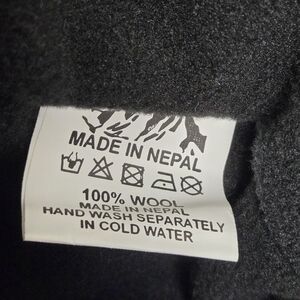 MADE IN NEPAL
100% WOOL
MADE IN NEPAL
HAND WASH SEPARATELY
IN COLD WATER